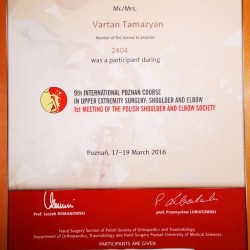 Mr./Mrs.
Vartan Tamazyan
Number of the license to practice
2404
was a participant during
9th INTERNATIONAL POZNAN COURSE
IN UPPER EXTREMITY SURGERY. SHOULDER AND ELBOW
1st MEETING OF THE POLISH SHOULDER AND ELBOW SOCIETY
Poznań, 17–19 March 2016
Prof. Leszek ROMANOWSKI
prof. Przemysław LUBIATOWSKI
Hand Surgery Section of Polish Society of Orthopaedics and Traumatology
Department of Orthopaedics, Traumatology and Hand Surgery Poznań University of Medical Sciences
PARTICIPANTS ARE GIVEN